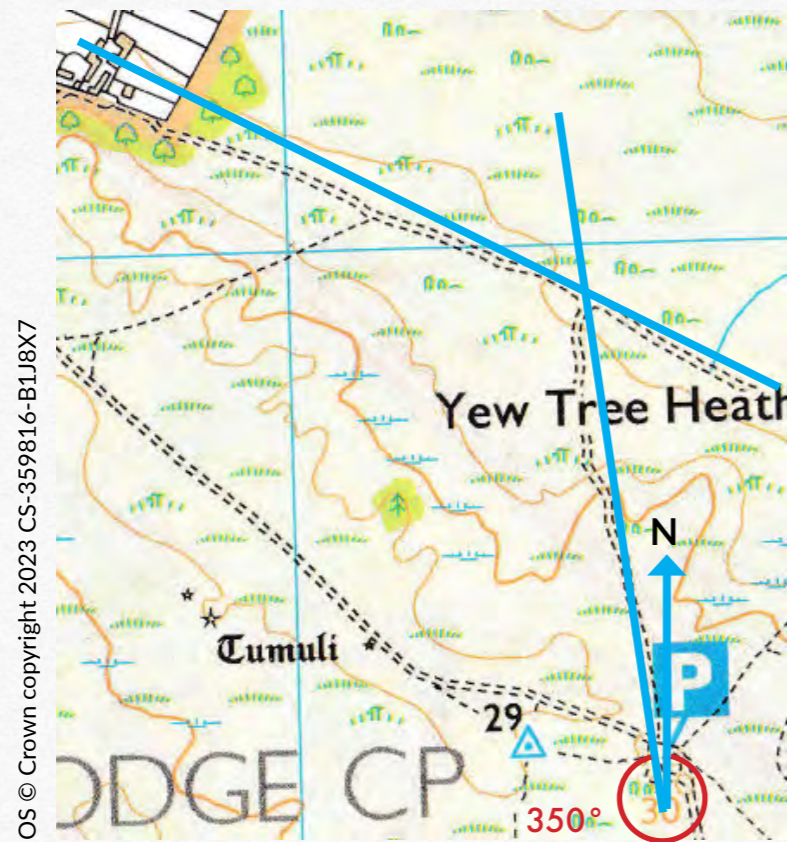 OS © Crown copyright 2023 CS-359816-B1J8X7
Yew Tree Heath
N
P
Tumuli
29
ODGE CP
350°
30